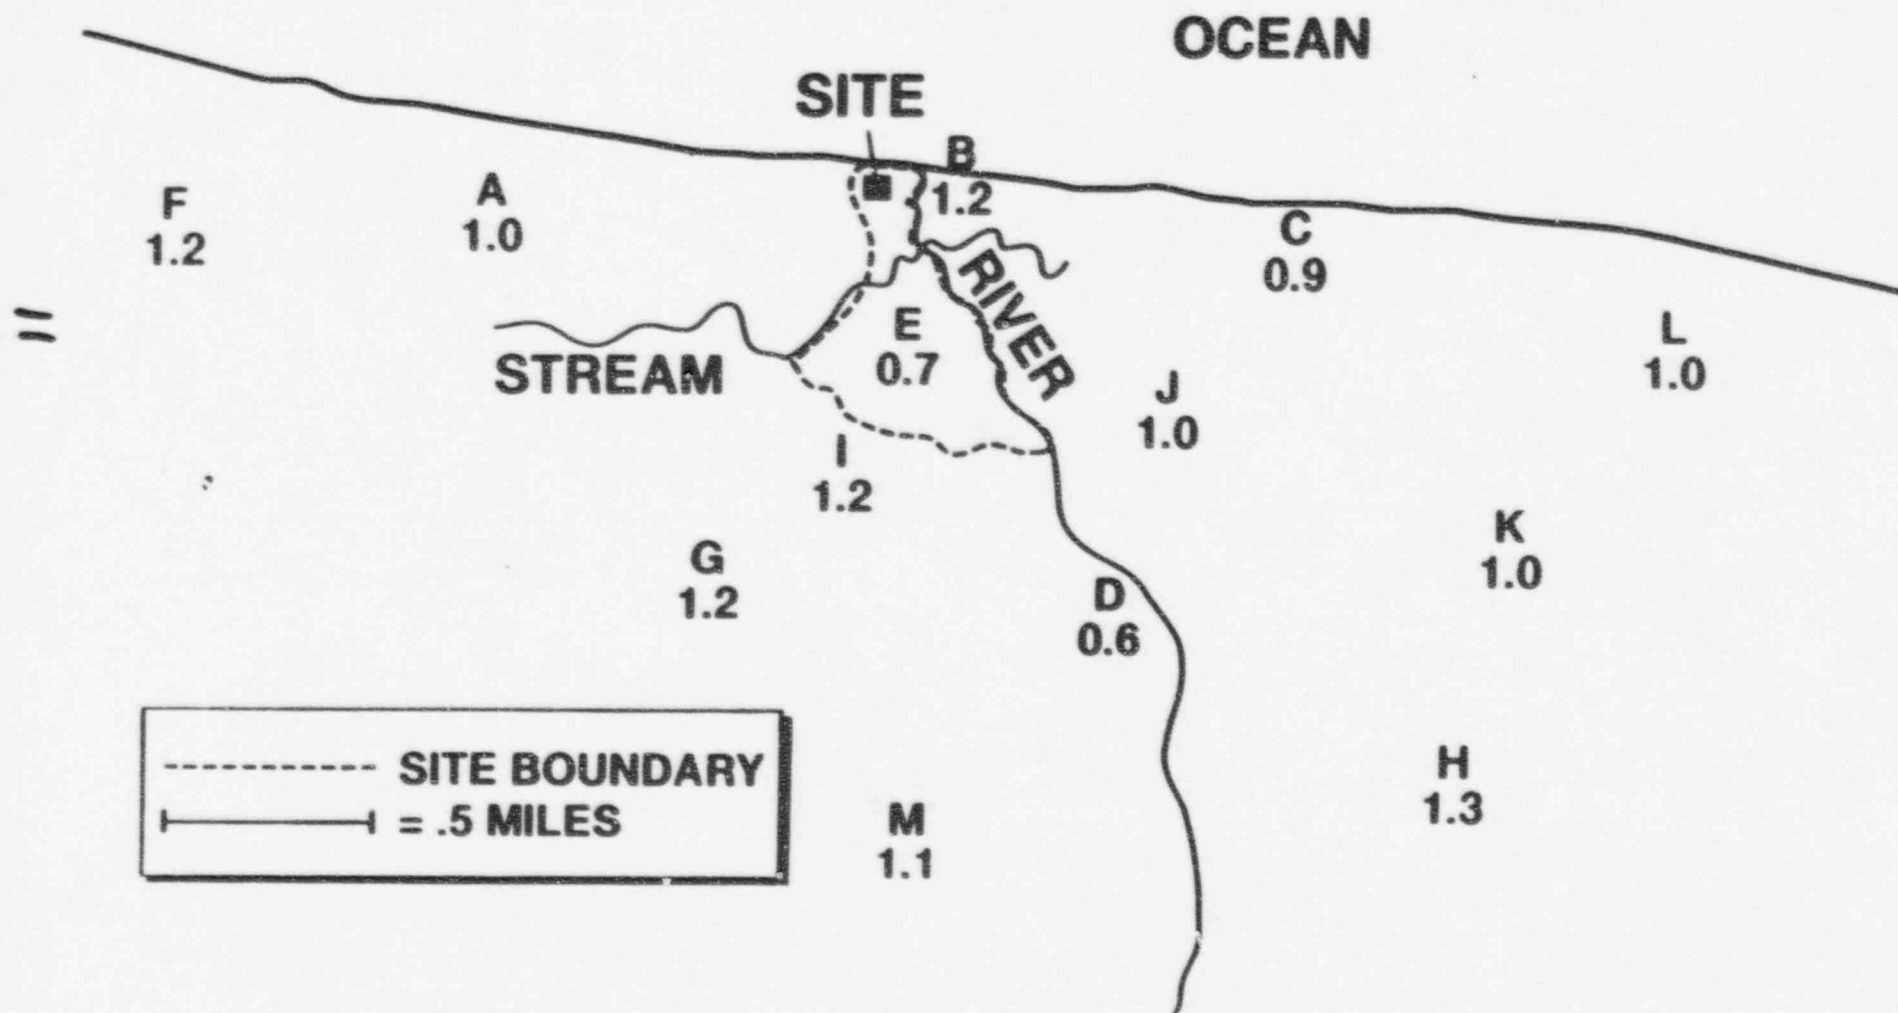 OCEAN
SITE
B
1.2
F
1.2
A
1.0
C
0.9
RIVER
E
0.7
L
1.0
STREAM
J
1.0
I
1.2
G
1.2
K
1.0
D
0.6
SITE BOUNDARY
= .5 MILES
H
1.3
M
1.1